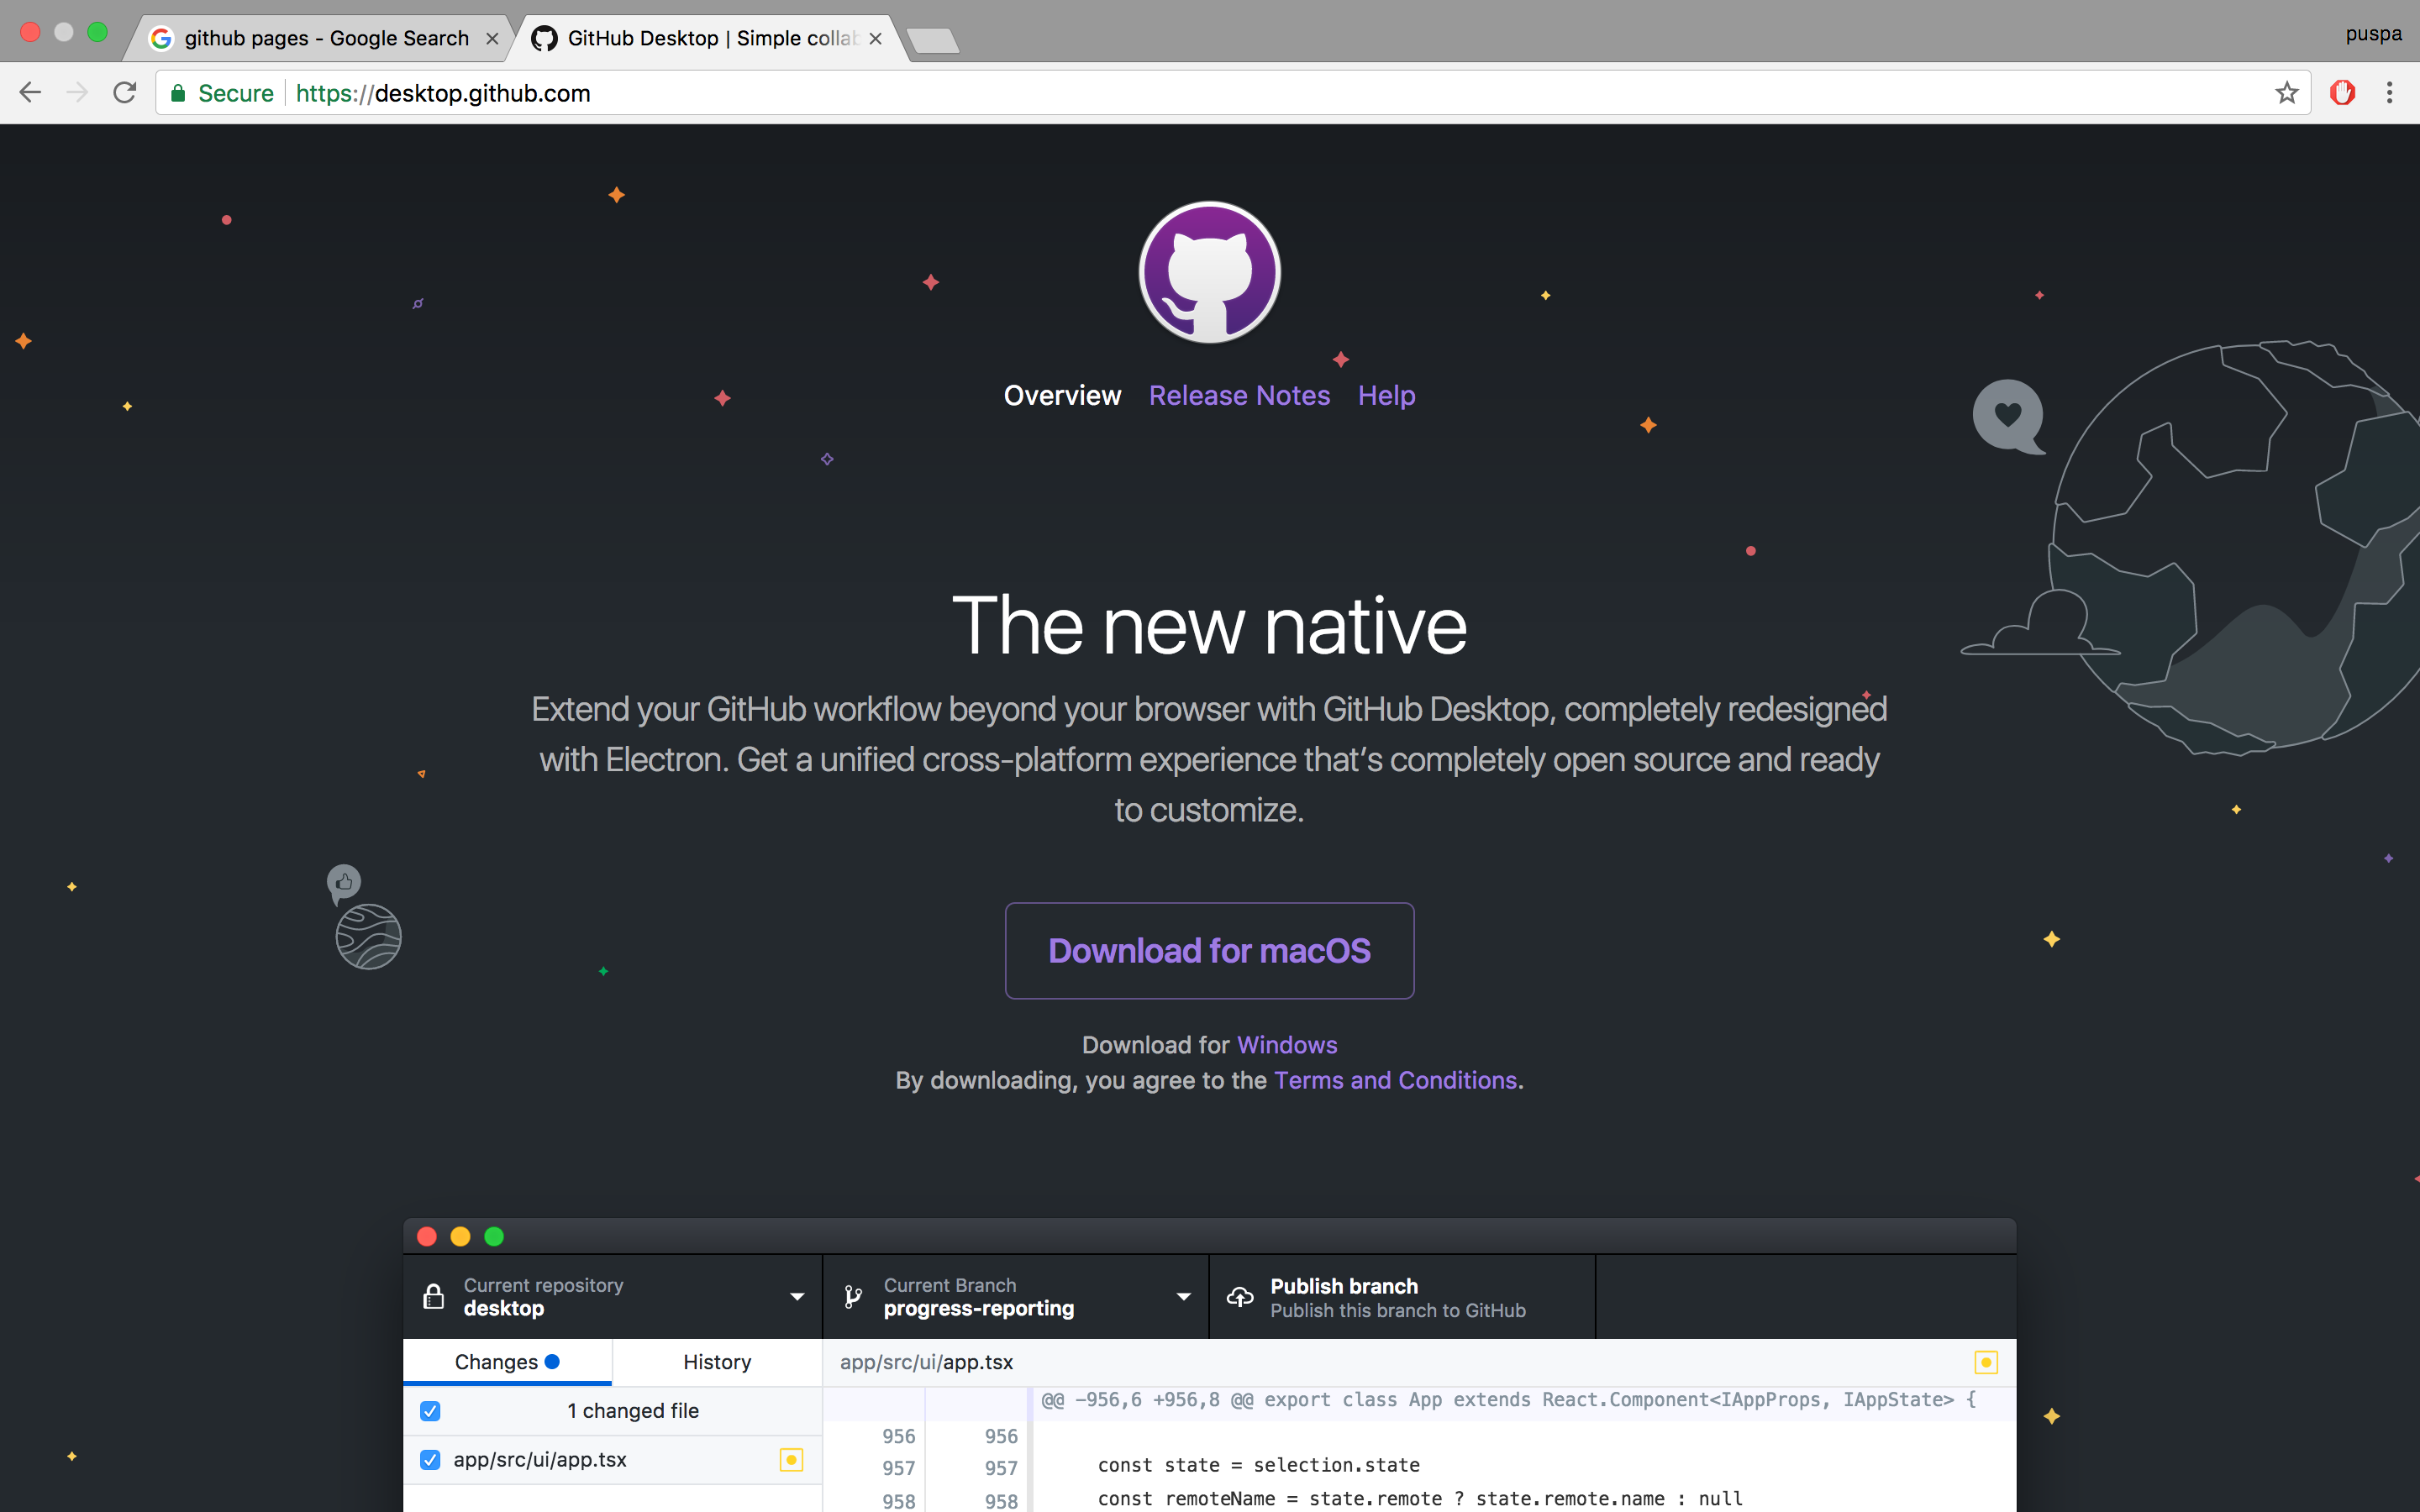 github pages - Google Search
GitHub Desktop | Simple collab
puspa
Secure
https://desktop.github.com
Overview Release Notes Help
The new native
Extend your GitHub workflow beyond your browser with GitHub Desktop, completely redesigned
with Electron. Get a unified cross-platform experience that’s completely open source and ready
to customize.
Download for macOS
Download for Windows
By downloading, you agree to the Terms and Conditions.
Current repository
desktop
Current Branch
progress-reporting
Publish branch
Publish this branch to GitHub
Changes
History
app/src/ui/app.tsx
1 changed file
app/src/ui/app.tsx
@@ -956,6 +956,8 @@ export class App extends React.Component<IAppProps, IAppState> {
956 956
957 957 const state = selection.state
958 958 const remoteName = state.remote ? state.remote.name : null